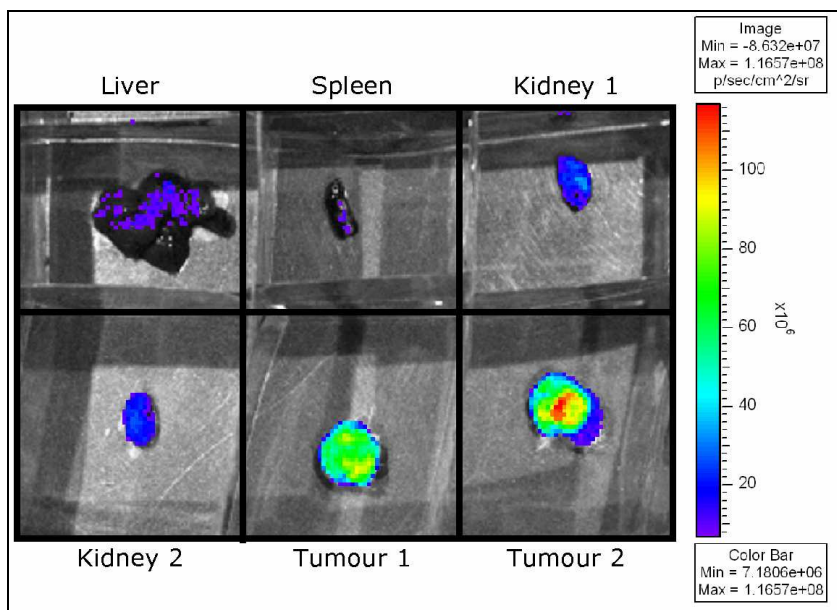 Liver Spleen Kidney 1
Kidney 2 Tumour 1 Tumour 2
Image
Min = -8.632e+07
Max = 1.1657e+08
p/sec/cm^2/sr
100
80
60
40
20
x10^6
Color Bar
Min = 7.1806e+06
Max = 1.1657e+08